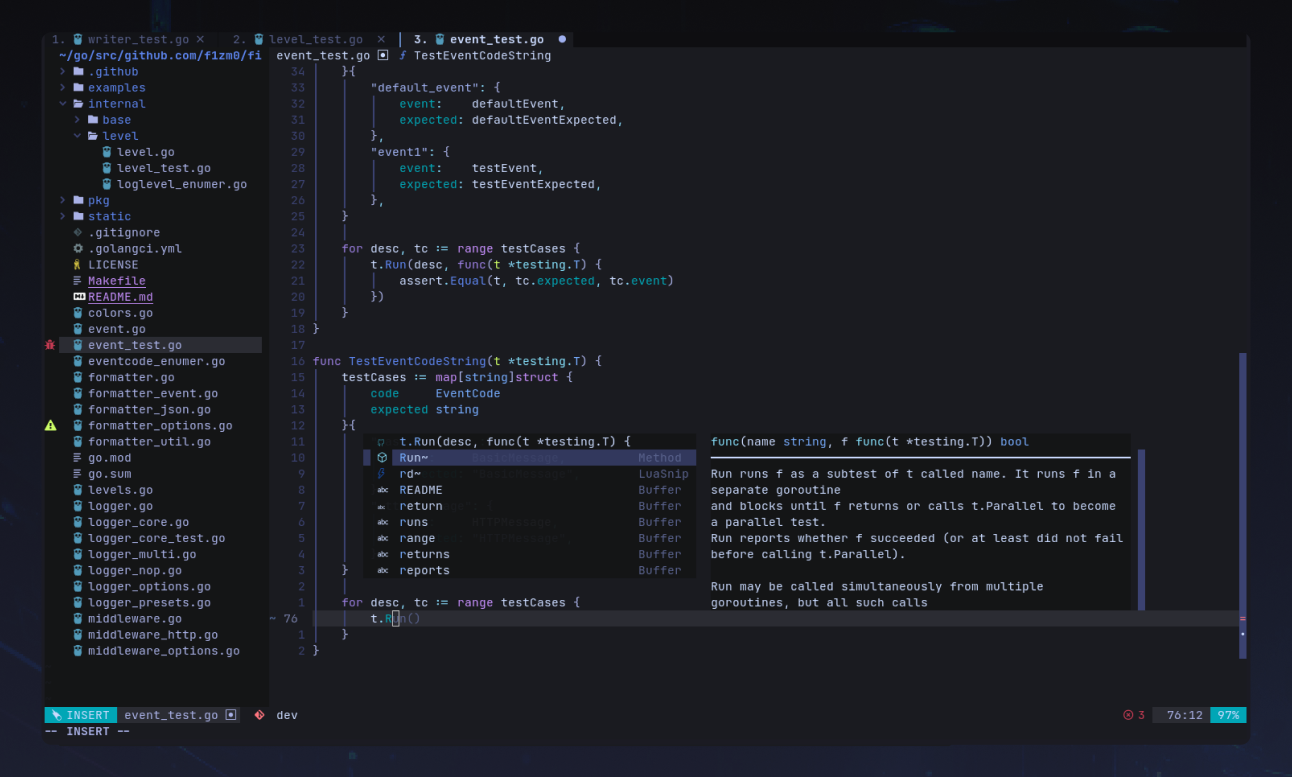 1. writer_test.go × 2. level_test.go × 3. event_test.go ●
~/go/src/github.com/f1zm0/fi
.github
examples
internal
base
level
level.go
level_test.go
loglevel_enumer.go
pkg
static
.gitignore
.golangci.yml
LICENSE
Makefile
README.md
colors.go
event.go
event_test.go
eventcode_enumer.go
formatter.go
formatter_event.go
formatter_json.go
formatter_options.go
formatter_util.go
go.mod
go.sum
levels.go
logger.go
logger_core.go
logger_core_test.go
logger_multi.go
logger_nop.go
logger_options.go
logger_presets.go
middleware.go
middleware_http.go
middleware_options.go
event_test.go ƒ TestEventCodeString
34 }{
33 "default_event": {
32 event: defaultEvent,
31 expected: defaultEventExpected,
30 },
29 "event1": {
28 event: testEvent,
27 expected: testEventExpected,
26 },
25 }
24
23 for desc, tc := range testCases {
22 t.Run(desc, func(t *testing.T) {
21 assert.Equal(t, tc.expected, tc.event)
20 })
19 }
18 }
17
16 func TestEventCodeString(t *testing.T) {
15 testCases := map[string]struct {
14 code EventCode
13 expected string
12 }{
11 t.Run(desc, func(t *testing.T) {
10 Run~ Method
9 rd~ LuaSnip
8 abc README Buffer
7 abc return Buffer
6 abc runs Buffer
5 abc range Buffer
4 abc returns Buffer
3 } abc reports Buffer
2
1 for desc, tc := range testCases {
~ 76 t.Run()
1 }
2 }
func(name string, f func(t *testing.T)) bool
Run runs f as a subtest of t called name. It runs f in a
separate goroutine
and blocks until f returns or calls t.Parallel to become
a parallel test.
Run reports whether f succeeded (or at least did not fail
before calling t.Parallel).
Run may be called simultaneously from multiple
goroutines, but all such calls
INSERT event_test.go dev 3 76:12 97%
-- INSERT --